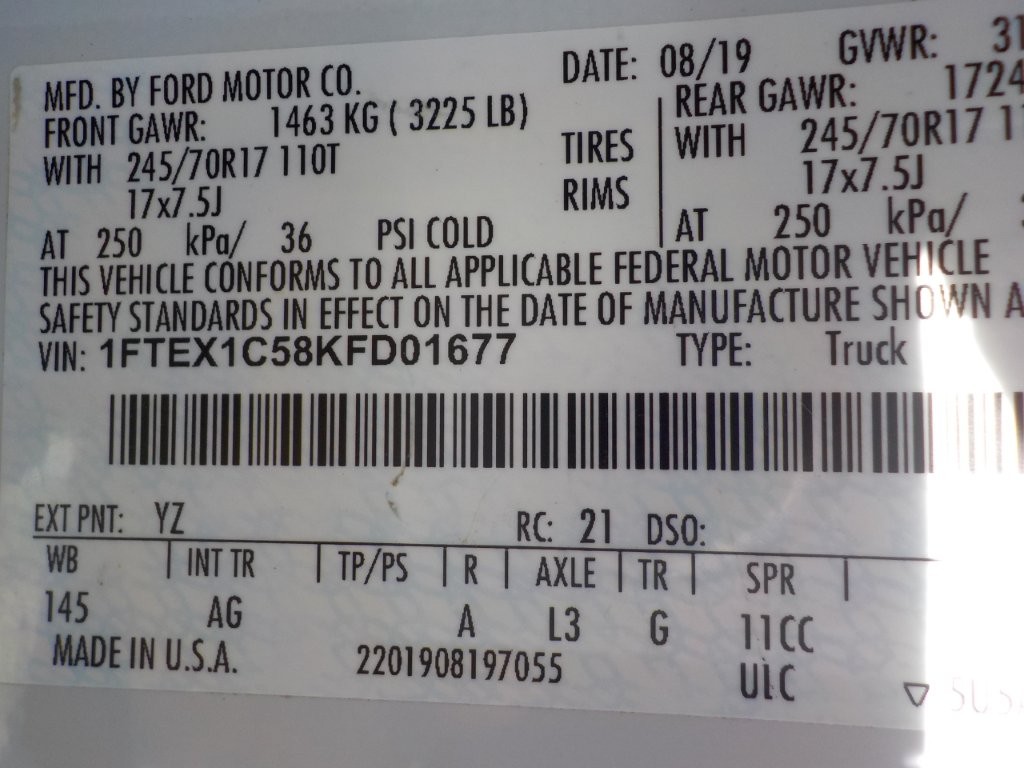 MFD. BY FORD MOTOR CO.
DATE: 08/19
GVWR: 31
FRONT GAWR: 1463 KG ( 3225 LB)
REAR GAWR: 1724
WITH 245/70R17 110T
TIRES
WITH 245/70R17 1
17x7.5J
RIMS
17x7.5J
AT 250 kPa/ 36 PSI COLD
AT 250 kPa/
THIS VEHICLE CONFORMS TO ALL APPLICABLE FEDERAL MOTOR VEHICLE
SAFETY STANDARDS IN EFFECT ON THE DATE OF MANUFACTURE SHOWN A
VIN: 1FTEX1C58KFD01677 TYPE: Truck
EXT PNT: YZ RC: 21 DSO:
WB | INT TR | TP/PS | R | AXLE | TR | SPR |
145 AG A L3 G 11CC
MADE IN U.S.A. 2201908197055